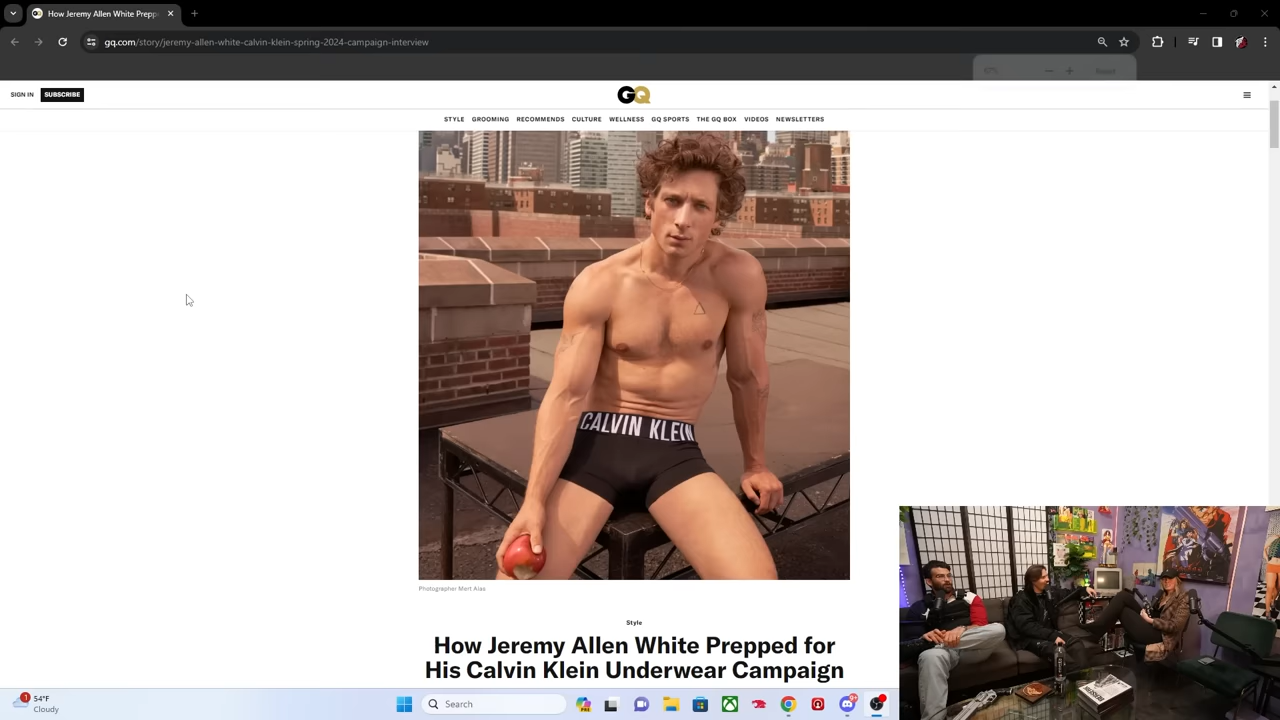 How Jeremy Allen White Prepp
gq.com/story/jeremy-allen-white-calvin-klein-spring-2024-campaign-interview
Reset
SIGN IN
SUBSCRIBE
GQ
STYLE GROOMING RECOMMENDS CULTURE WELLNESS GQ SPORTS THE GQ BOX VIDEOS NEWSLETTERS
CALVIN KLEIN
Photographer Mert Alas
Style
How Jeremy Allen White Prepped for
His Calvin Klein Underwear Campaign
54°F
Cloudy
Search